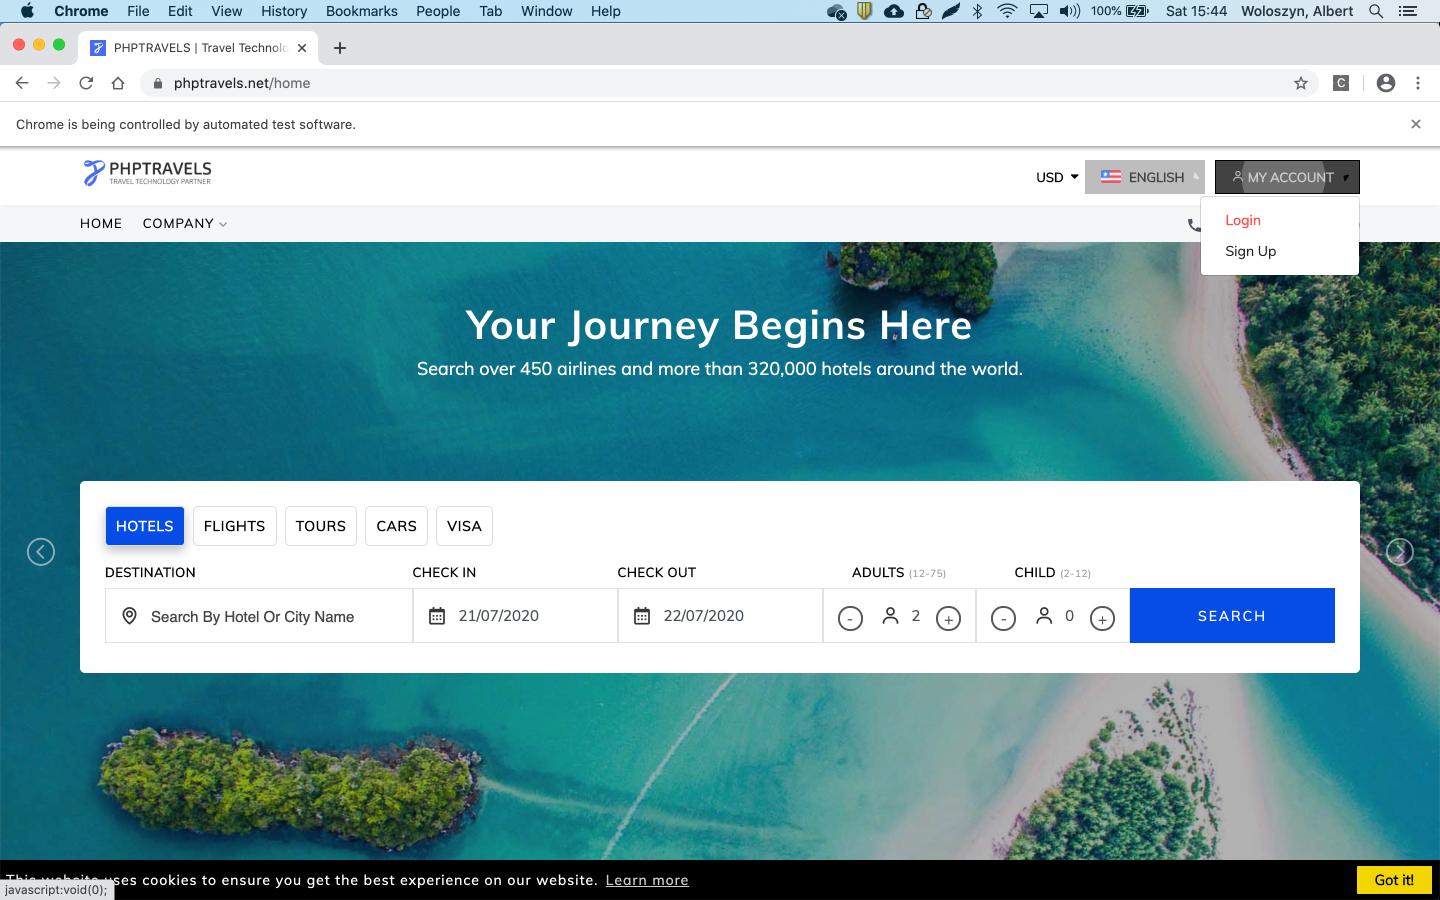 Chrome File Edit View History Bookmarks People Tab Window Help 100% Sat 15:44 Woloszyn, Albert
PHPTRAVELS | Travel Technolo
phptravels.net/home
C
Chrome is being controlled by automated test software.
PHPTRAVELS
TRAVEL TECHNOLOGY PARTNER
USD ENGLISH MY ACCOUNT
HOME COMPANY
Login
Sign Up
Your Journey Begins Here
Search over 450 airlines and more than 320,000 hotels around the world.
HOTELS FLIGHTS TOURS CARS VISA
DESTINATION CHECK IN CHECK OUT ADULTS (12-75) CHILD (2-12)
Search By Hotel Or City Name 21/07/2020 22/07/2020 - 2 + - 0 + SEARCH
This website uses cookies to ensure you get the best experience on our website. Learn more Got it!
javascript:void(0);